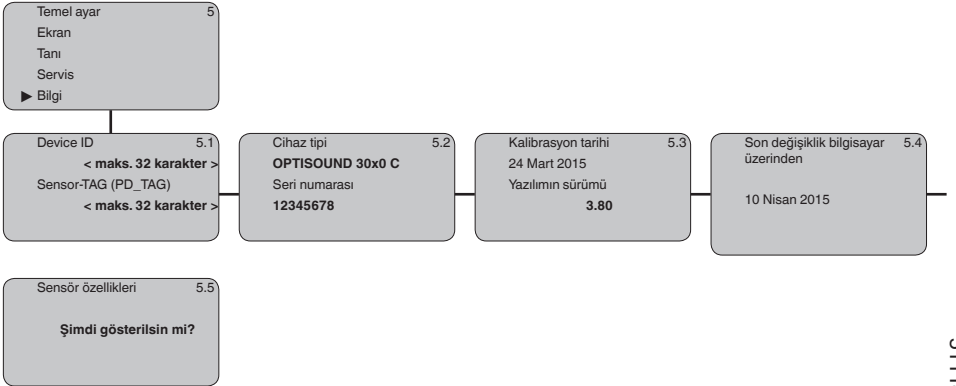 Temel ayar 5
Ekran
Tanı
Servis
▶ Bilgi
Device ID 5.1
< maks. 32 karakter >
Sensor-TAG (PD_TAG)
< maks. 32 karakter >
Cihaz tipi 5.2
OPTISOUND 30x0 C
Seri numarası
12345678
Kalibrasyon tarihi 5.3
24 Mart 2015
Yazılımın sürümü
3.80
Son değişiklik bilgisayar 5.4
üzerinden
10 Nisan 2015
Sensör özellikleri 5.5
Şimdi gösterilsin mi?